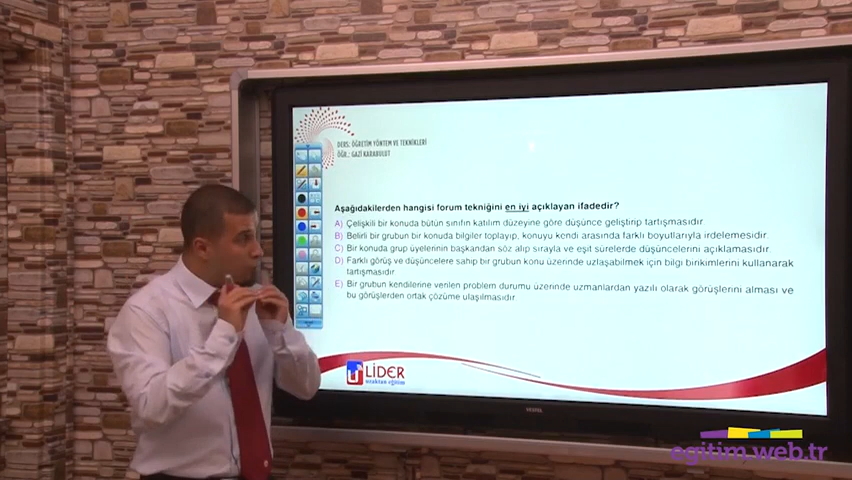 DERS: ÖĞRETİM YÖNTEM VE TEKNİKLERİ
ÖĞR.: GAZİ KARABULUT
Aşağıdakilerden hangisi forum tekniğini en iyi açıklayan ifadedir?
A) Çelişkili bir konuda bütün sınıfın katılım düzeyine göre düşünce geliştirip tartışmasıdır.
B) Belirli bir grubun bir konuda bilgiler toplayıp, konuyu kendi arasında farklı boyutlarıyla irdelemesidir.
C) Bir konuda grup üyelerinin başkandan söz alıp sırayla ve eşit sürelerde düşüncelerini açıklamasıdır.
D) Farklı görüş ve düşüncelere sahip bir grubun konu üzerinde uzlaşabilmek için bilgi birikimlerini kullanarak
tartışmasıdır
E) Bir grubun kendilerine verilen problem durumu üzerinde uzmanlardan yazılı olarak görüşlerini alması ve
bu görüşlerden ortak çözüme ulaşılmasıdır
LİDER
uzaktan eğitim
egitim.web.tr